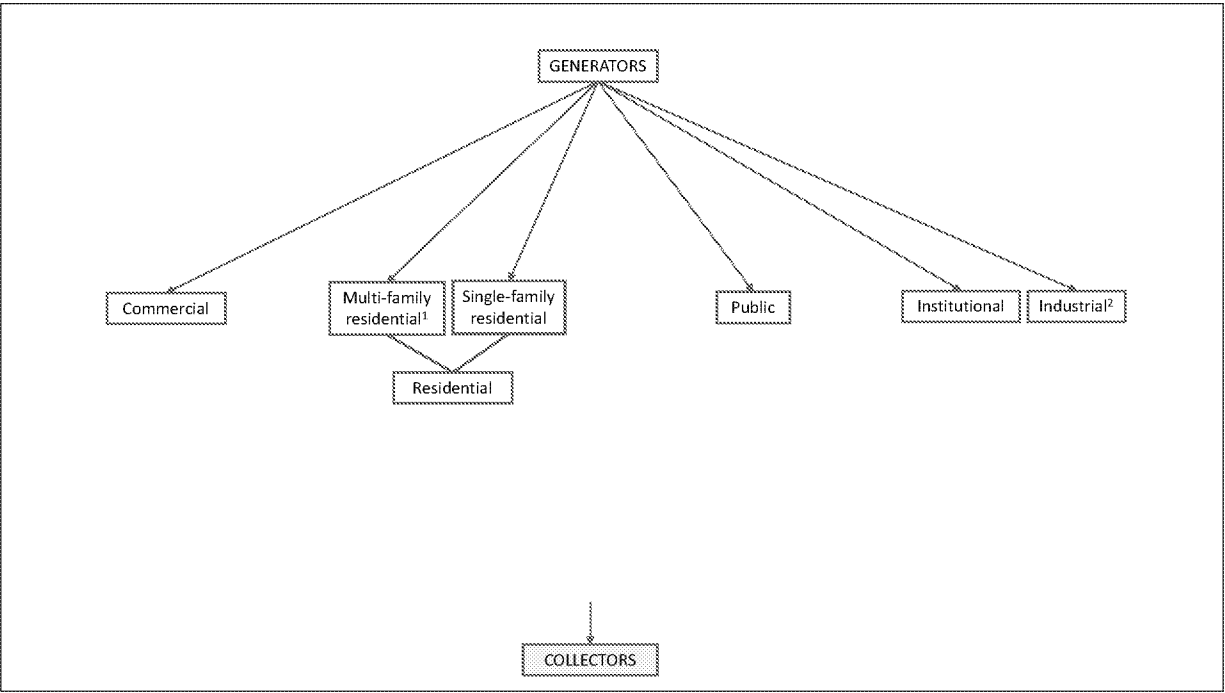 GENERATORS
Commercial
Multi-family
residential¹
Single-family
residential
Public
Institutional
Industrial²
Residential
COLLECTORS